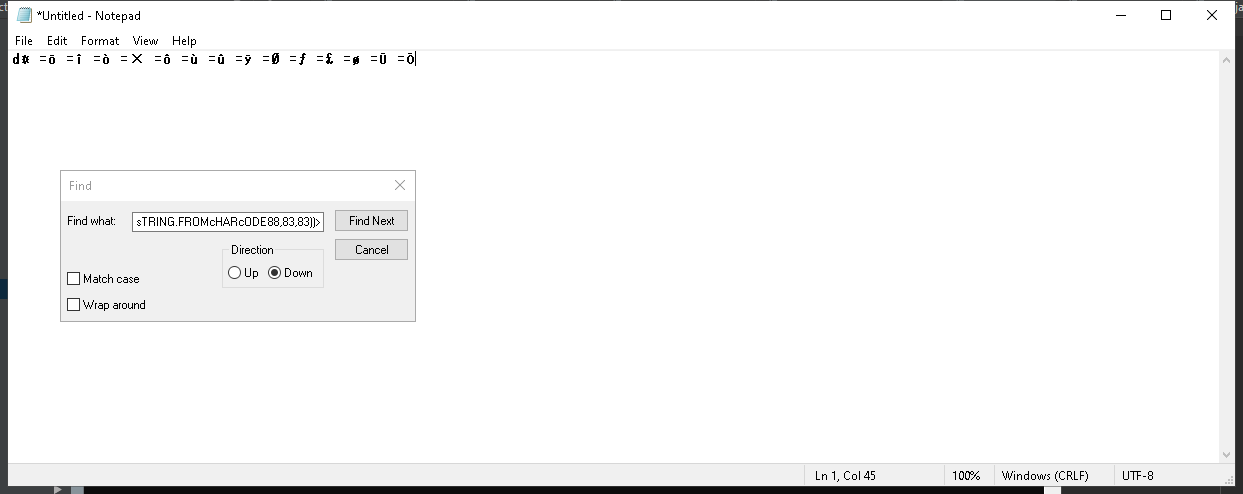 *Untitled - Notepad
File Edit Format View Help
d¤ =õ =î =ò =× =ô =ù =û =ÿ =Ø =ƒ =£ =ø =Ü =Õ
Find
Find what: sTRING.FROMcHARcODE88,83,83))> Find Next
Direction Cancel
Up Down
Match case
Wrap around
Ln 1, Col 45 100% Windows (CRLF) UTF-8